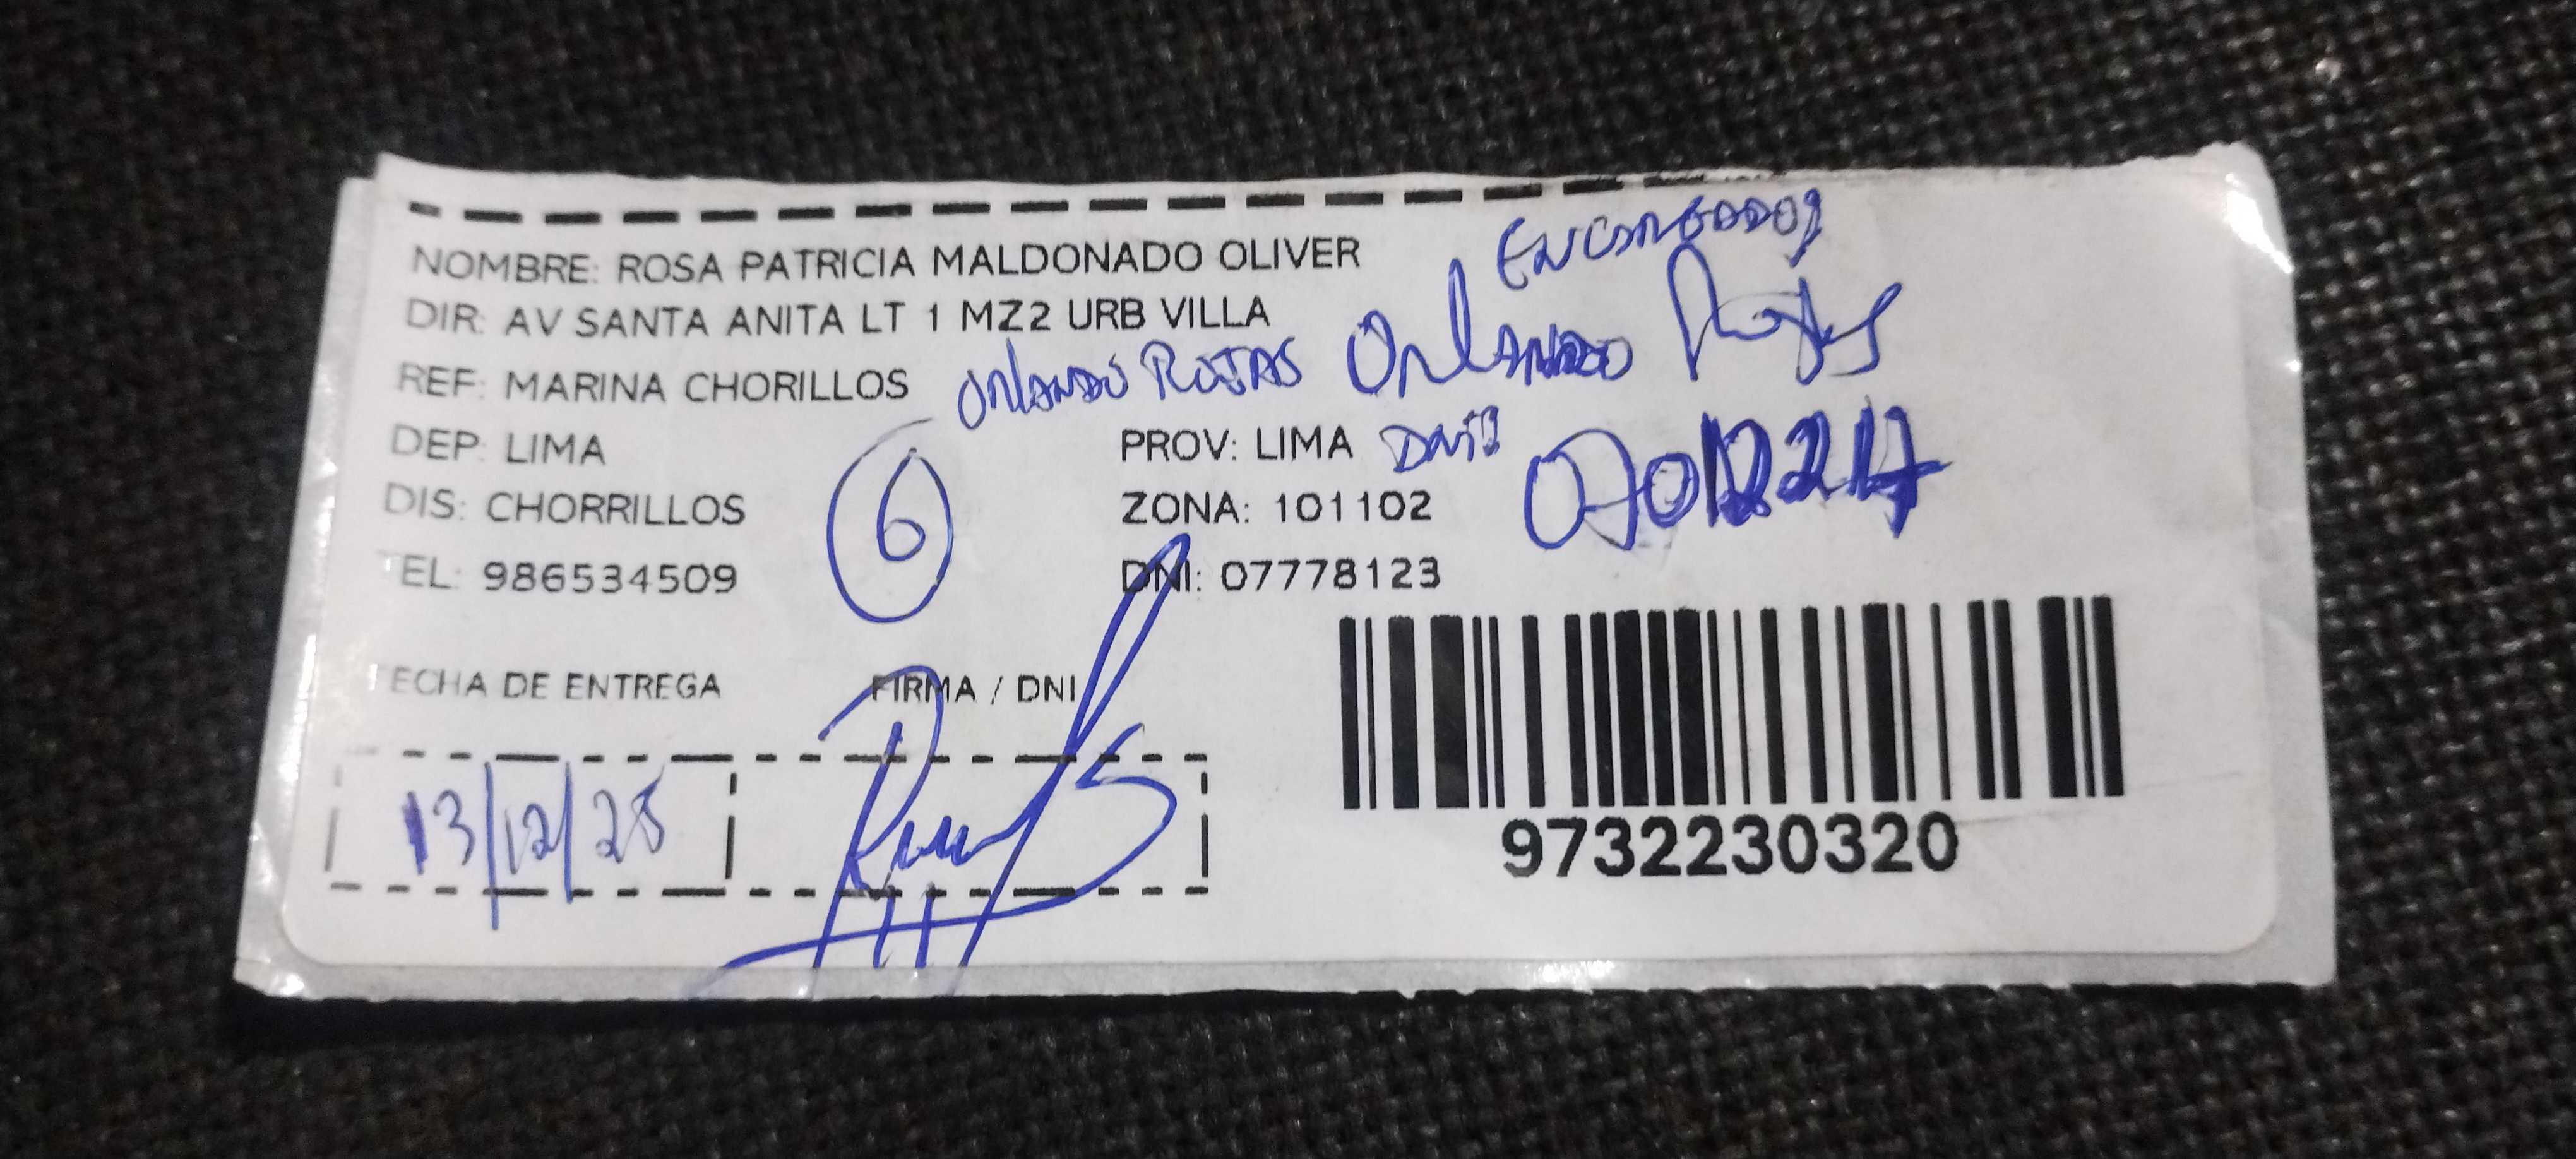 ENCARGADO:
NOMBRE: ROSA PATRICIA MALDONADO OLIVER
DIR: AV SANTA ANITA LT 1 MZ2 URB VILLA
Orlando Rojas
REF: MARINA CHORILLOS
Orlando ROJAS
DEP: LIMA
PROV: LIMA
DNI:
DIS: CHORRILLOS
6
ZONA: 101102
TEL: 986534509
DNI: 07778123
FECHA DE ENTREGA
FIRMA / DNI
13/12/25
9732230320